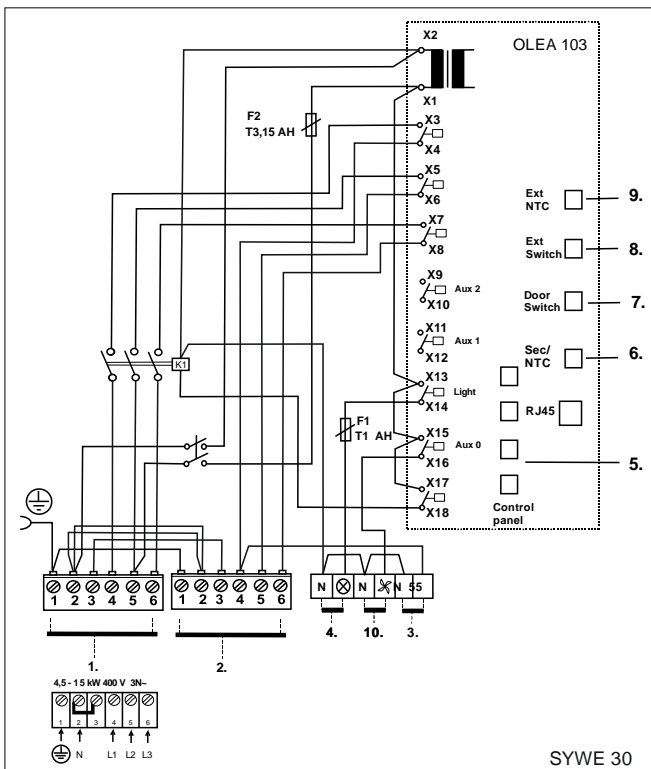 X2
OLEA 103
X1
F2
T3,15 AH
X3
X4
X5
X6
Ext
NTC
9.
X7
X8
Ext
Switch
8.
X9
Aux 2
X10
Door
Switch
7.
X11
Aux 1
X12
Sec/
NTC
6.
K1
X13
Light
X14
RJ45
F1
T1 AH
X15
Aux 0
X16
5.
X17
X18
Control
panel
1 2 3 4 5 6
1 2 3 4 5 6
N N N 55
4. 10. 3.
1. 2.
4,5 - 15 kW 400 V 3N~
1 2 3 4 5 6
N L1 L2 L3
SYWE 30